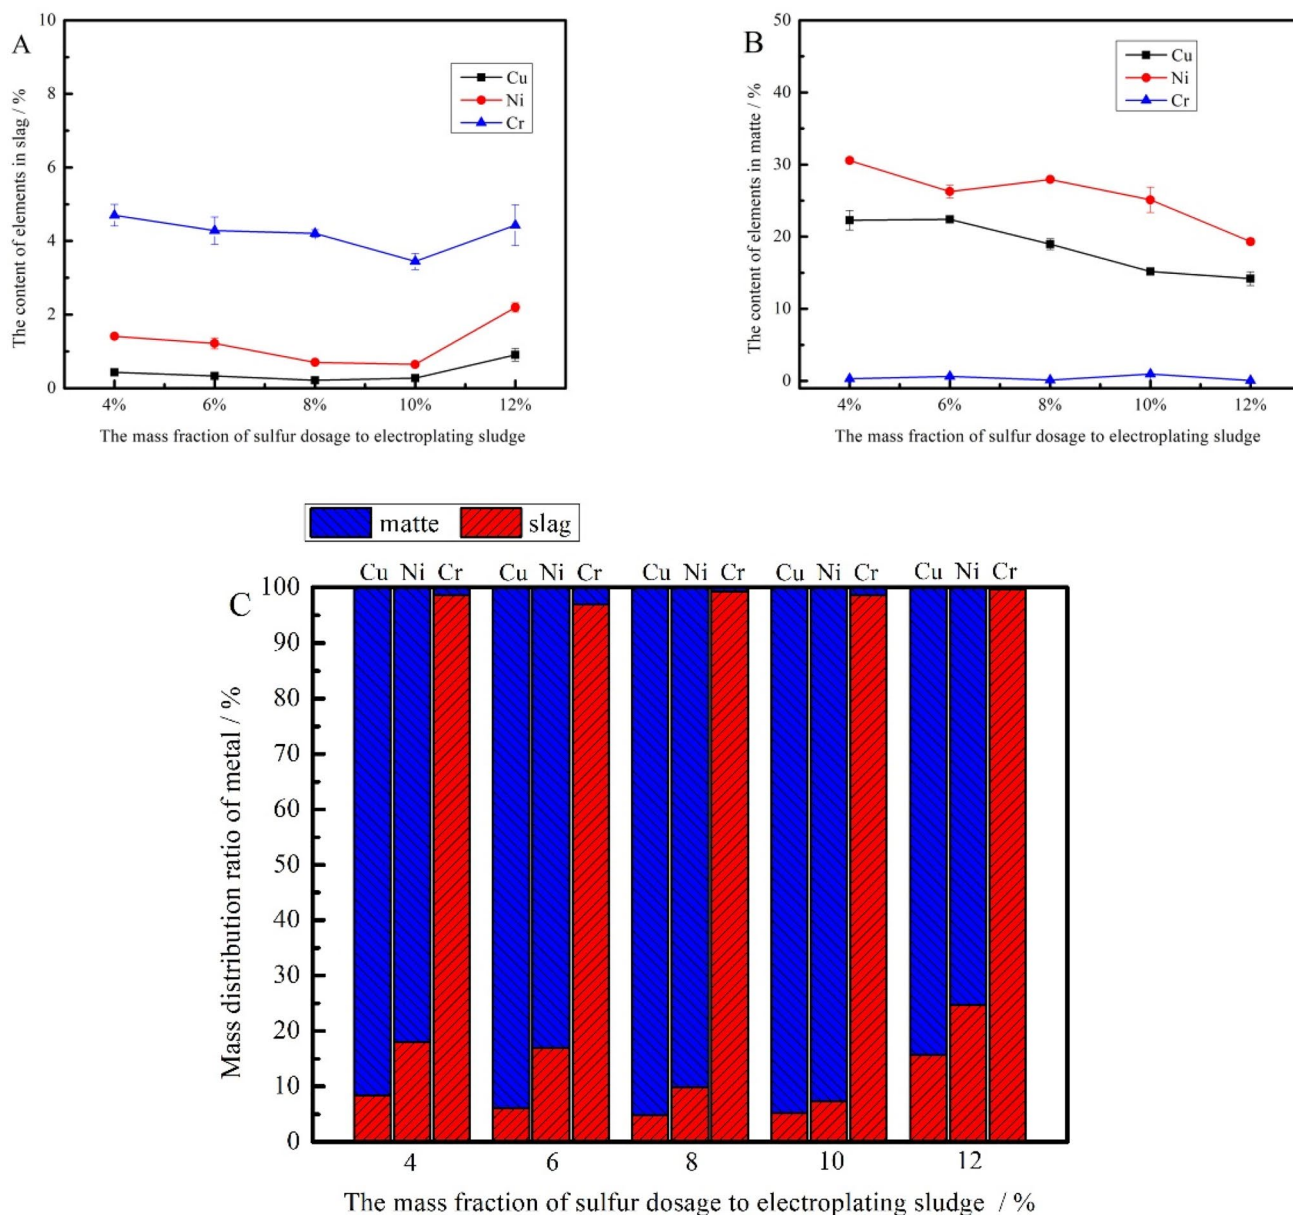 A
Cu
Ni
Cr
10
8
6
4
2
0
The content of elements in slag / %
4% 6% 8% 10% 12%
The mass fraction of sulfur dosage to electroplating sludge
B
Cu
Ni
Cr
50
40
30
20
10
0
The content of elements in matte / %
4% 6% 8% 10% 12%
The mass fraction of sulfur dosage to electroplating sludge
matte slag
Cu Ni Cr Cu Ni Cr Cu Ni Cr Cu Ni Cr Cu Ni Cr
C
100
90
80
70
60
50
40
30
20
10
0
Mass distribution ratio of metal / %
4 6 8 10 12
The mass fraction of sulfur dosage to electroplating sludge / %